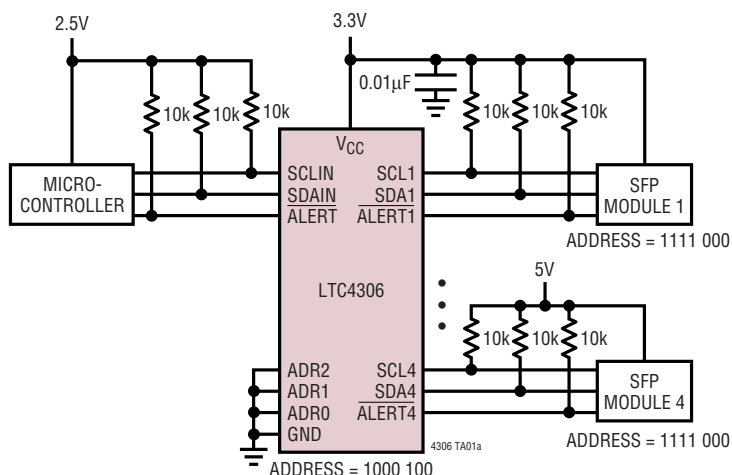 2.5V
3.3V
0.01μF
10k 10k 10k
10k 10k 10k
VCC
MICRO-
CONTROLLER
SCLIN
SDAIN
ALERT
SCL1
SDA1
ALERT1
SFP
MODULE 1
ADDRESS = 1111 000
LTC4306
5V
10k 10k 10k
ADR2
ADR1
ADR0
GND
SCL4
SDA4
ALERT4
SFP
MODULE 4
4306 TA01a
ADDRESS = 1111 000
ADDRESS = 1000 100